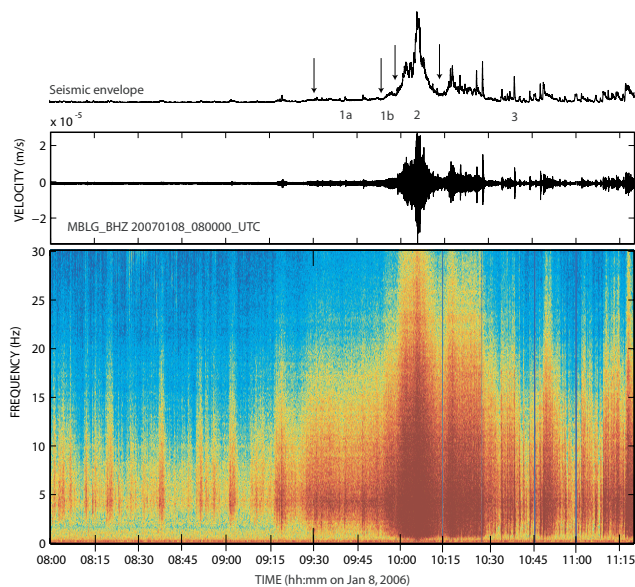 Seismic envelope
1a 1b 2 3
x 10 -5
2
0
−2
VELOCITY (m/s)
MBLG_BHZ 20070108_080000_UTC
30
25
20
15
10
5
0
FREQUENCY (Hz)
08:00 08:15 08:30 08:45 09:00 09:15 09:30 09:45 10:00 10:15 10:30 10:45 11:00 11:15
TIME (hh:mm on Jan 8, 2006)